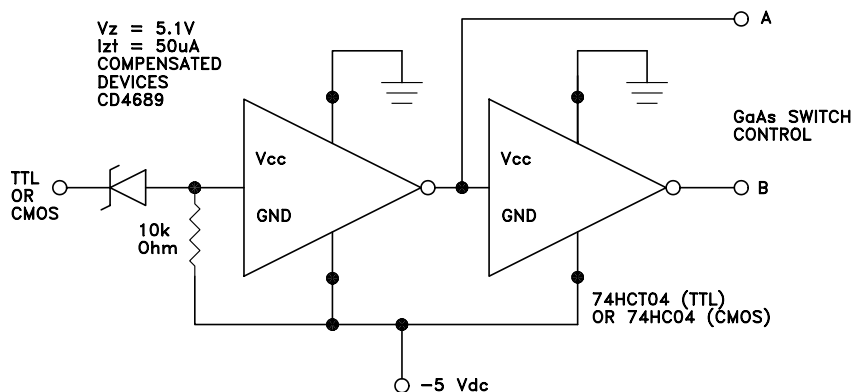 Vz = 5.1V
Izt = 50uA
COMPENSATED
DEVICES
CD4689
A
GaAs SWITCH
CONTROL
Vcc
Vcc
TTL
OR
CMOS
B
GND
GND
10k
Ohm
74HCT04 (TTL)
OR 74HC04 (CMOS)
-5 Vdc